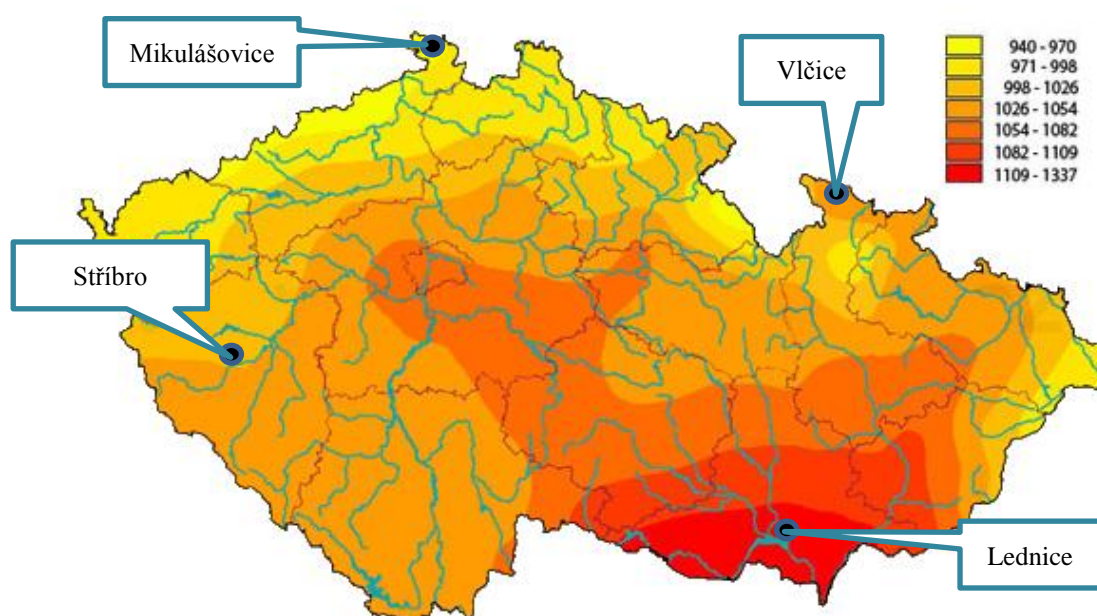 Mikulášovice
Vlčice
940 - 970
971 - 998
998 - 1026
1026 - 1054
1054 - 1082
1082 - 1109
1109 - 1337
Stříbro
Lednice